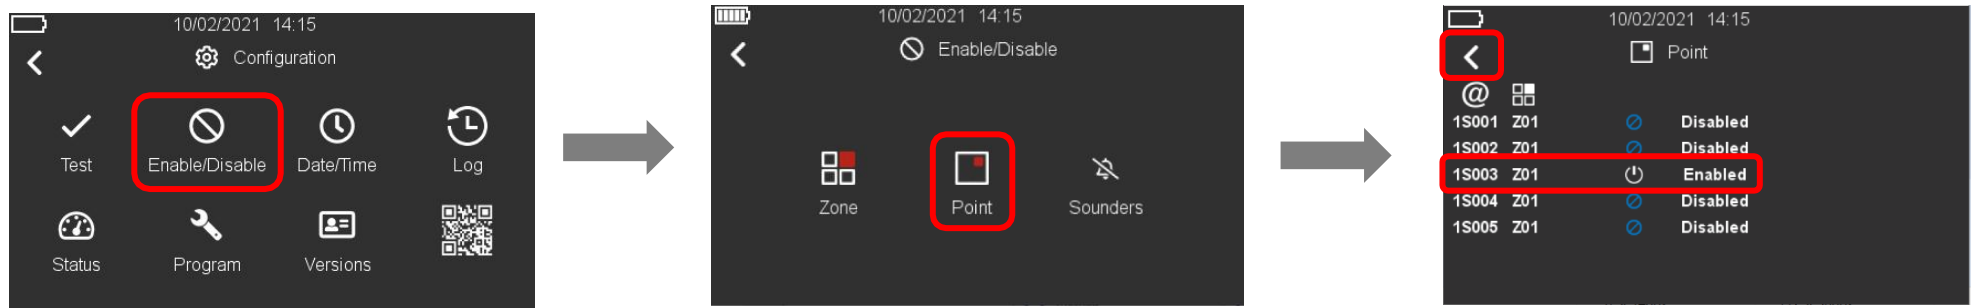 10/02/2021 14:15
Configuration
Test Enable/Disable Date/Time Log
Status Program Versions
10/02/2021 14:15
Enable/Disable
Zone Point Sounders
10/02/2021 14:15
Point
@
1S001 Z01 Disabled
1S002 Z01 Disabled
1S003 Z01 Enabled
1S004 Z01 Disabled
1S005 Z01 Disabled